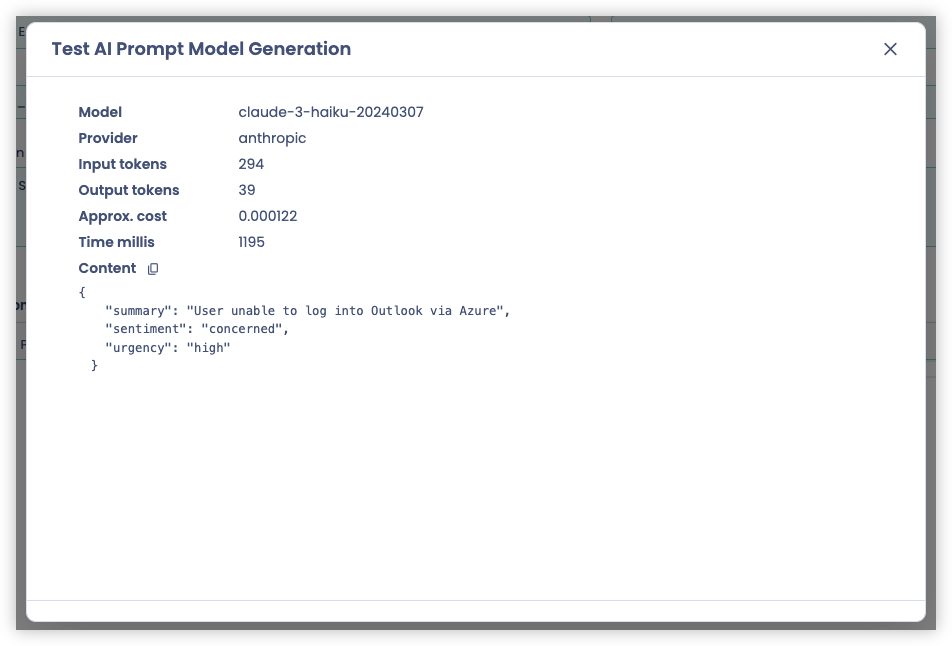 Test AI Prompt Model Generation
Model claude-3-haiku-20240307
Provider anthropic
Input tokens 294
Output tokens 39
Approx. cost 0.000122
Time millis 1195
Content
{
"summary": "User unable to log into Outlook via Azure",
"sentiment": "concerned",
"urgency": "high"
}